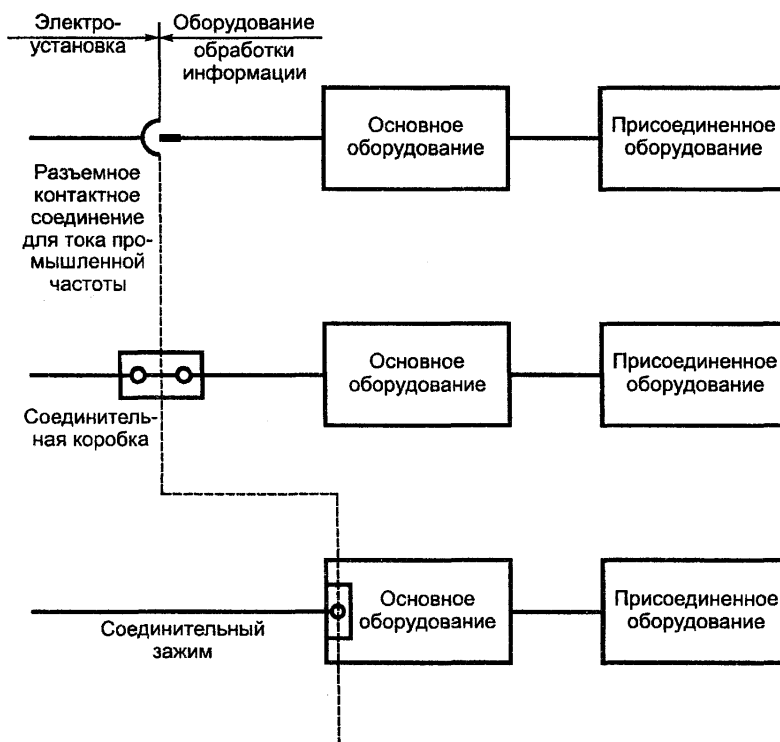 Электро-
установка
Оборудование
обработки
информации
Основное
оборудование
Присоединенное
оборудование
Разъемное
контактное
соединение
для тока про-
мышленной
частоты
Основное
оборудование
Присоединенное
оборудование
Соединитель-
ная коробка
Основное
оборудование
Присоединенное
оборудование
Соединительный
зажим